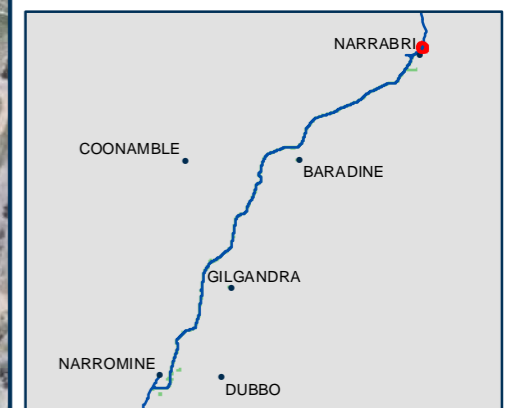 NARRABRI
COONAMBLE
BARADINE
GILGANDRA
NARROMINE
DUBBO